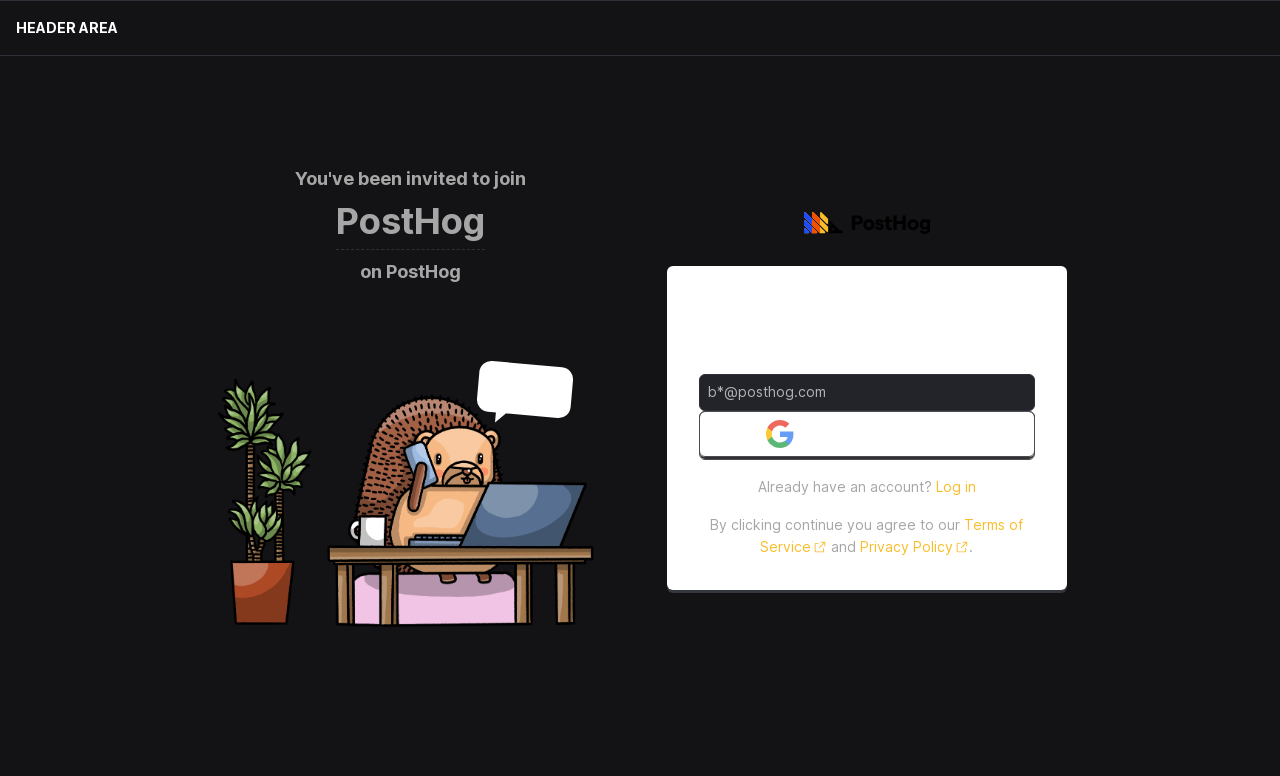 HEADER AREA
You've been invited to join
PostHog
on PostHog
PostHog
b*@posthog.com
Already have an account? Log in
By clicking continue you agree to our Terms of
Service and Privacy Policy.